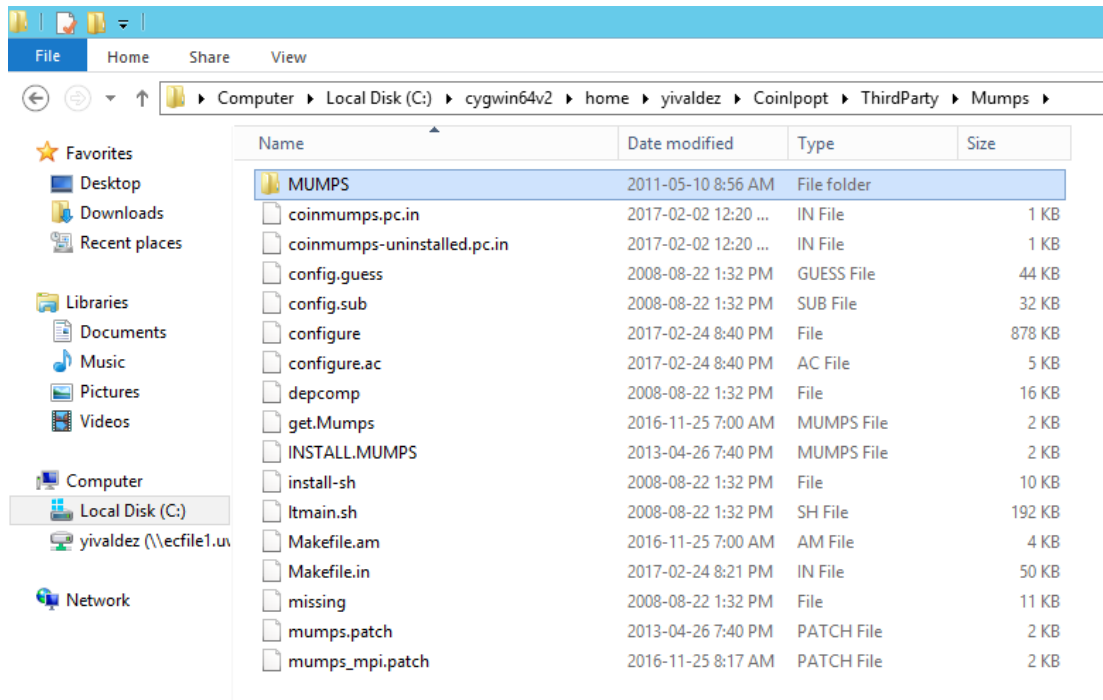 File Home Share View
Computer Local Disk (C:) cygwin64v2 home yivaldez CoinIpopt ThirdParty Mumps
Favorites
Desktop
Downloads
Recent places
Libraries
Documents
Music
Pictures
Videos
Computer
Local Disk (C:)
yivaldez (\\ecfile1.uw
Network
Name Date modified Type Size
MUMPS 2011-05-10 8:56 AM File folder
coinmumps.pc.in 2017-02-02 12:20 ... IN File 1 KB
coinmumps-uninstalled.pc.in 2017-02-02 12:20 ... IN File 1 KB
config.guess 2008-08-22 1:32 PM GUESS File 44 KB
config.sub 2008-08-22 1:32 PM SUB File 32 KB
configure 2017-02-24 8:40 PM File 878 KB
configure.ac 2017-02-24 8:40 PM AC File 5 KB
depcomp 2008-08-22 1:32 PM File 16 KB
get.Mumps 2016-11-25 7:00 AM MUMPS File 2 KB
INSTALL.MUMPS 2013-04-26 7:40 PM MUMPS File 2 KB
install-sh 2008-08-22 1:32 PM File 10 KB
ltmain.sh 2008-08-22 1:32 PM SH File 192 KB
Makefile.am 2016-11-25 7:00 AM AM File 4 KB
Makefile.in 2017-02-24 8:21 PM IN File 50 KB
missing 2008-08-22 1:32 PM File 11 KB
mumps.patch 2013-04-26 7:40 PM PATCH File 2 KB
mumps_mpi.patch 2016-11-25 8:17 AM PATCH File 2 KB